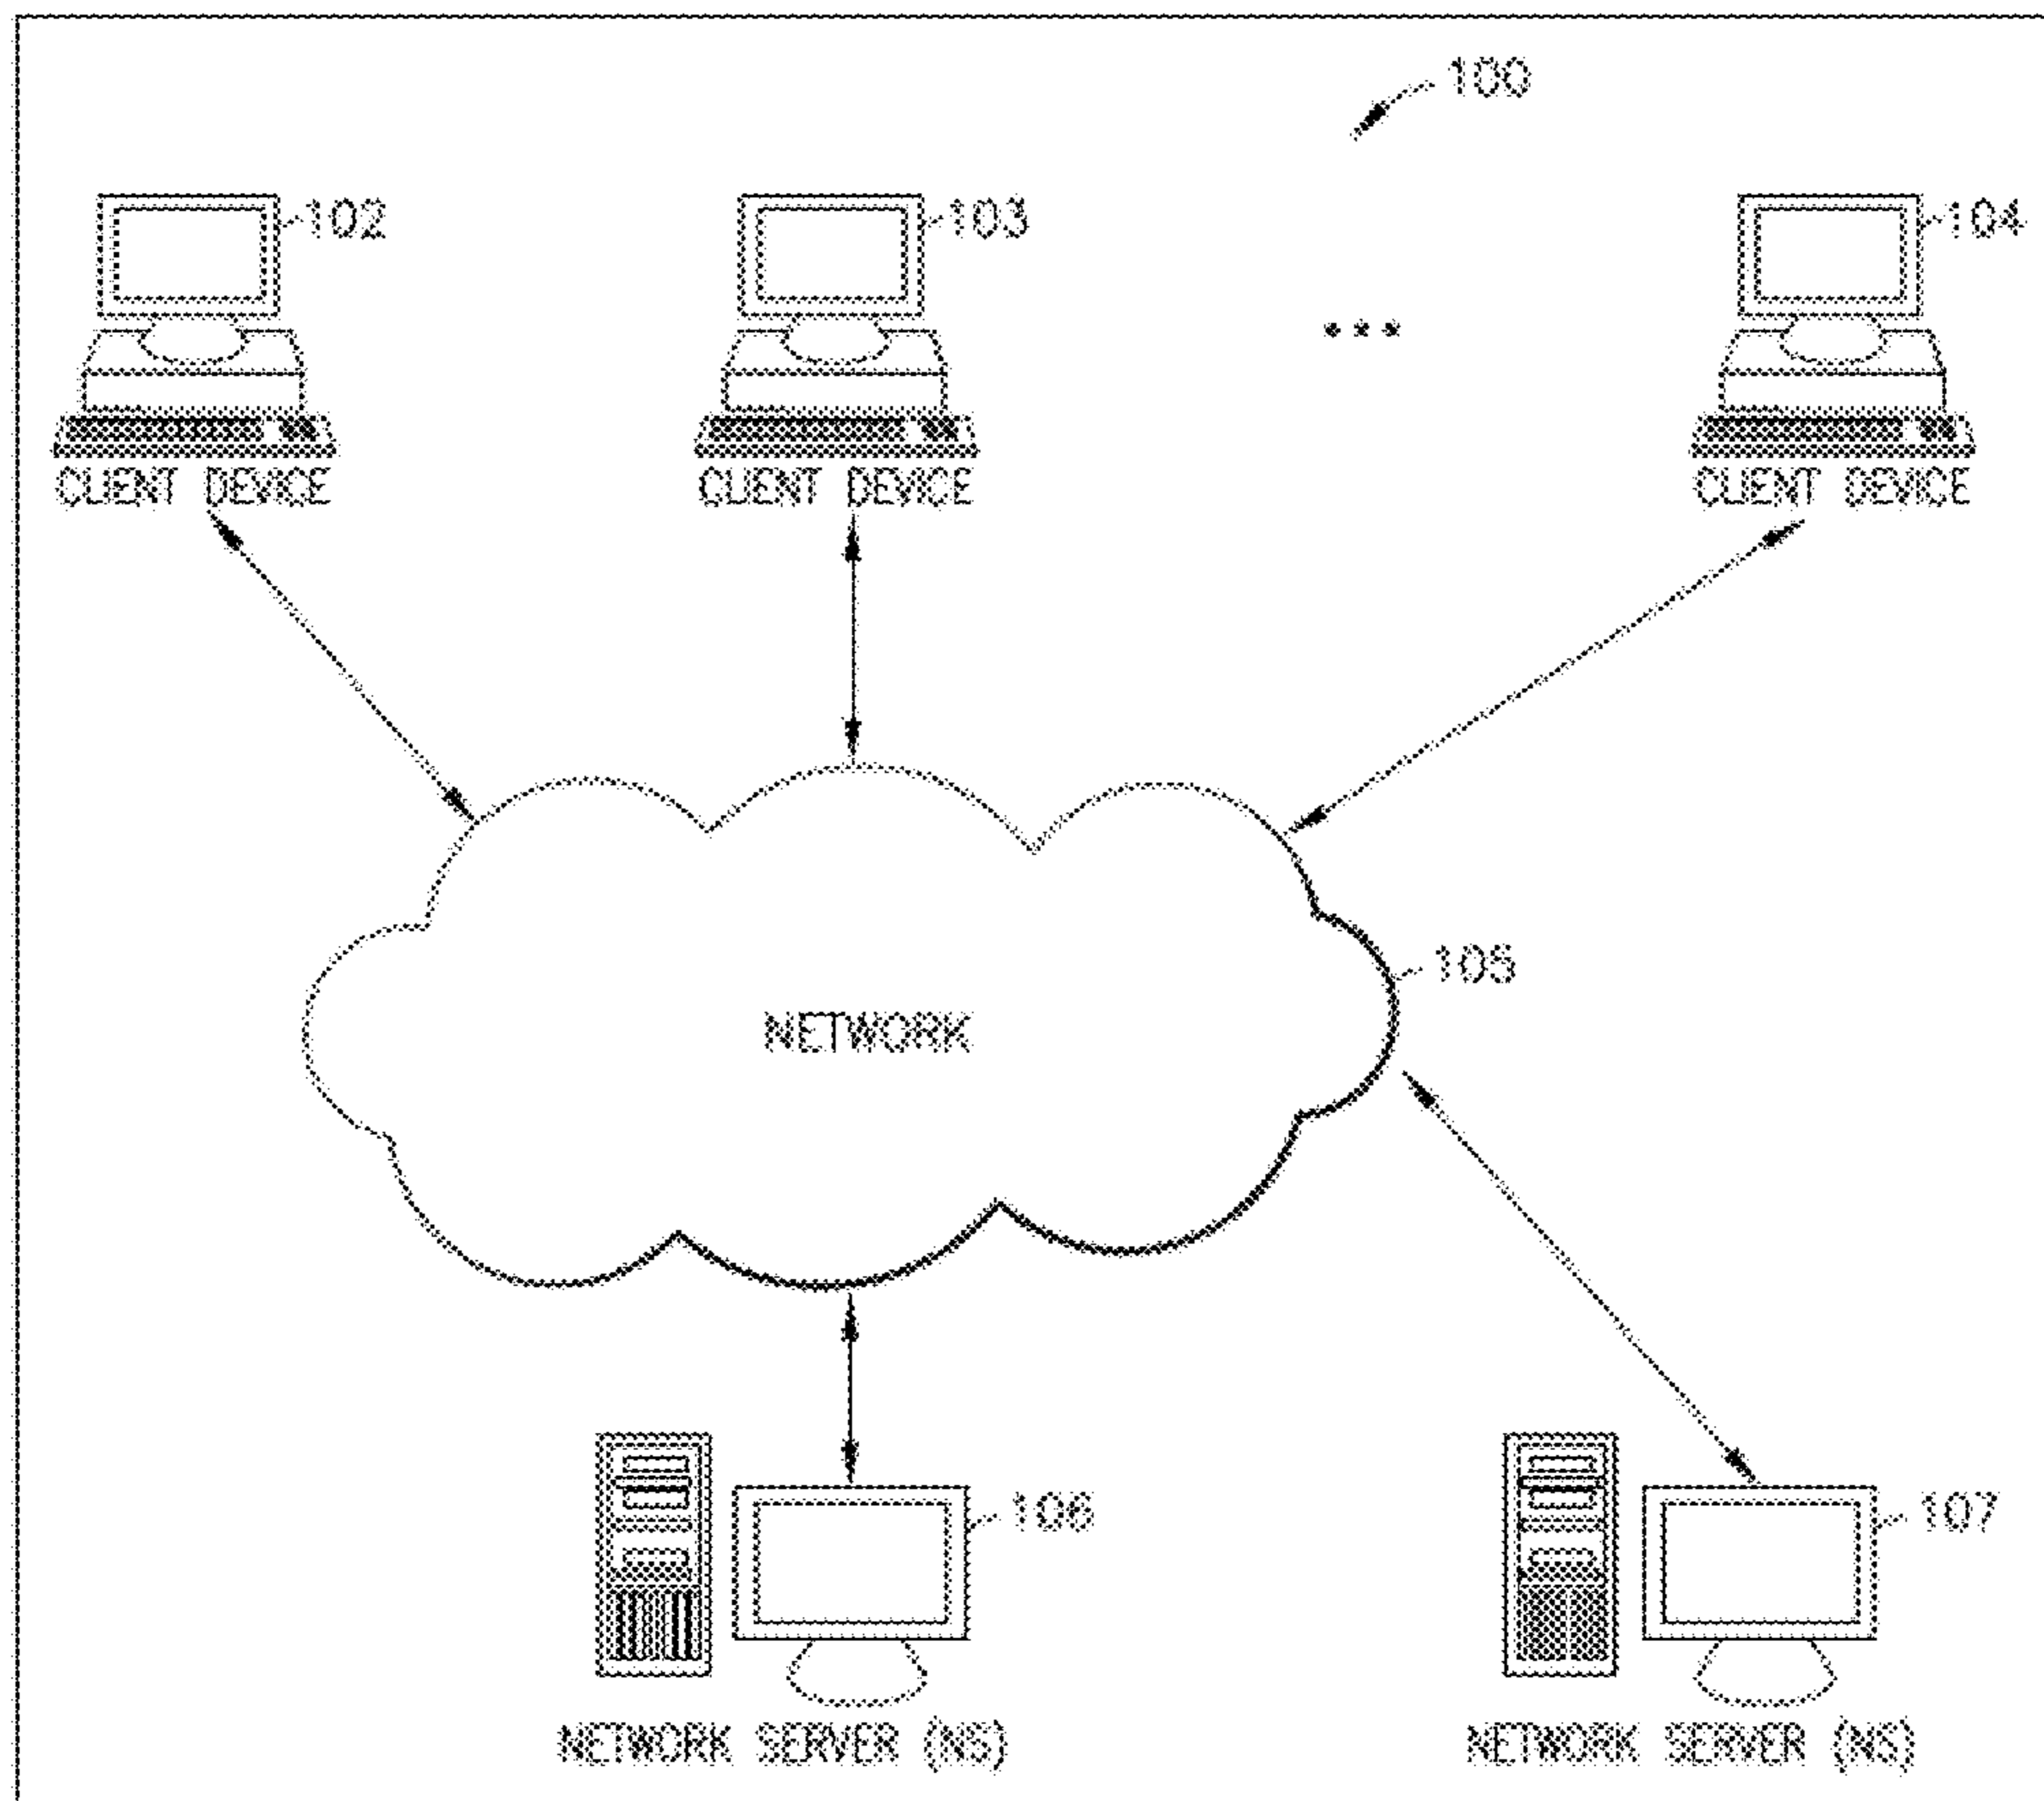 100
102
103
104
...
CLIENT DEVICE
CLIENT DEVICE
CLIENT DEVICE
105
NETWORK
106
107
NETWORK SERVER (NS)
NETWORK SERVER (NS)